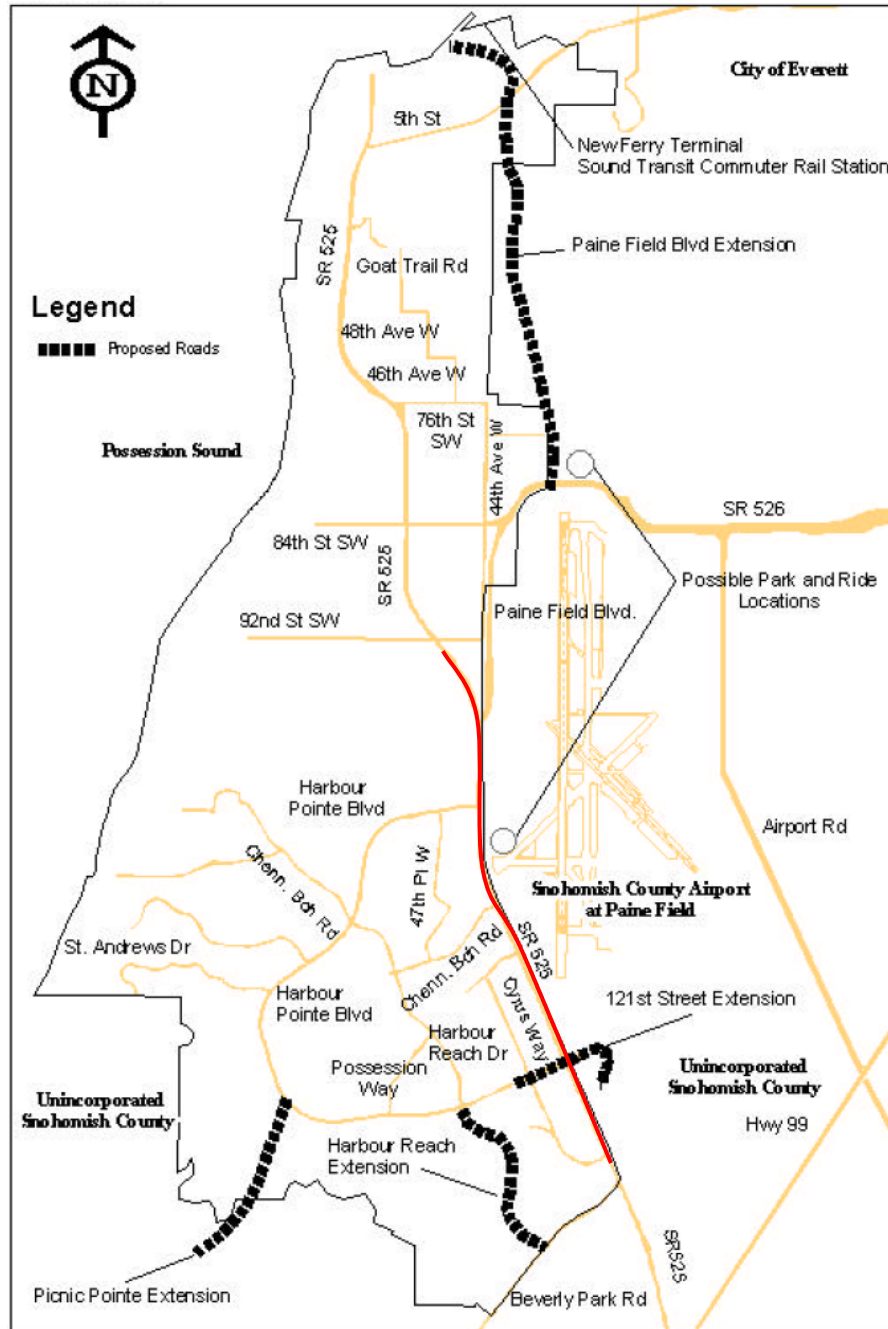 N
City of Everett
5th St
New Ferry Terminal
Sound Transit Commuter Rail Station
SR 525
Paine Field Blvd Extension
Goat Trail Rd
Legend
Proposed Roads
48th Ave W
46th Ave W
76th St
SW
44th Ave W
Possession Sound
SR 526
84th St SW
SR 525
Possible Park and Ride
Locations
92nd St SW
Paine Field Blvd.
Harbour
Pointe Blvd
Airport Rd
Chenn. Bch Rd
47th Pl W
Snohomish County Airport
at Paine Field
St. Andrews Dr
Chenn. Bch Rd
SR 525
Harbour
Pointe Blvd
Cyrus Way
121st Street Extension
Harbour
Reach Dr
Possession
Way
Unincorporated
Snohomish County
Unincorporated
Snohomish County
Hwy 99
Harbour Reach
Extension
SR525
Picnic Pointe Extension
Beverly Park Rd